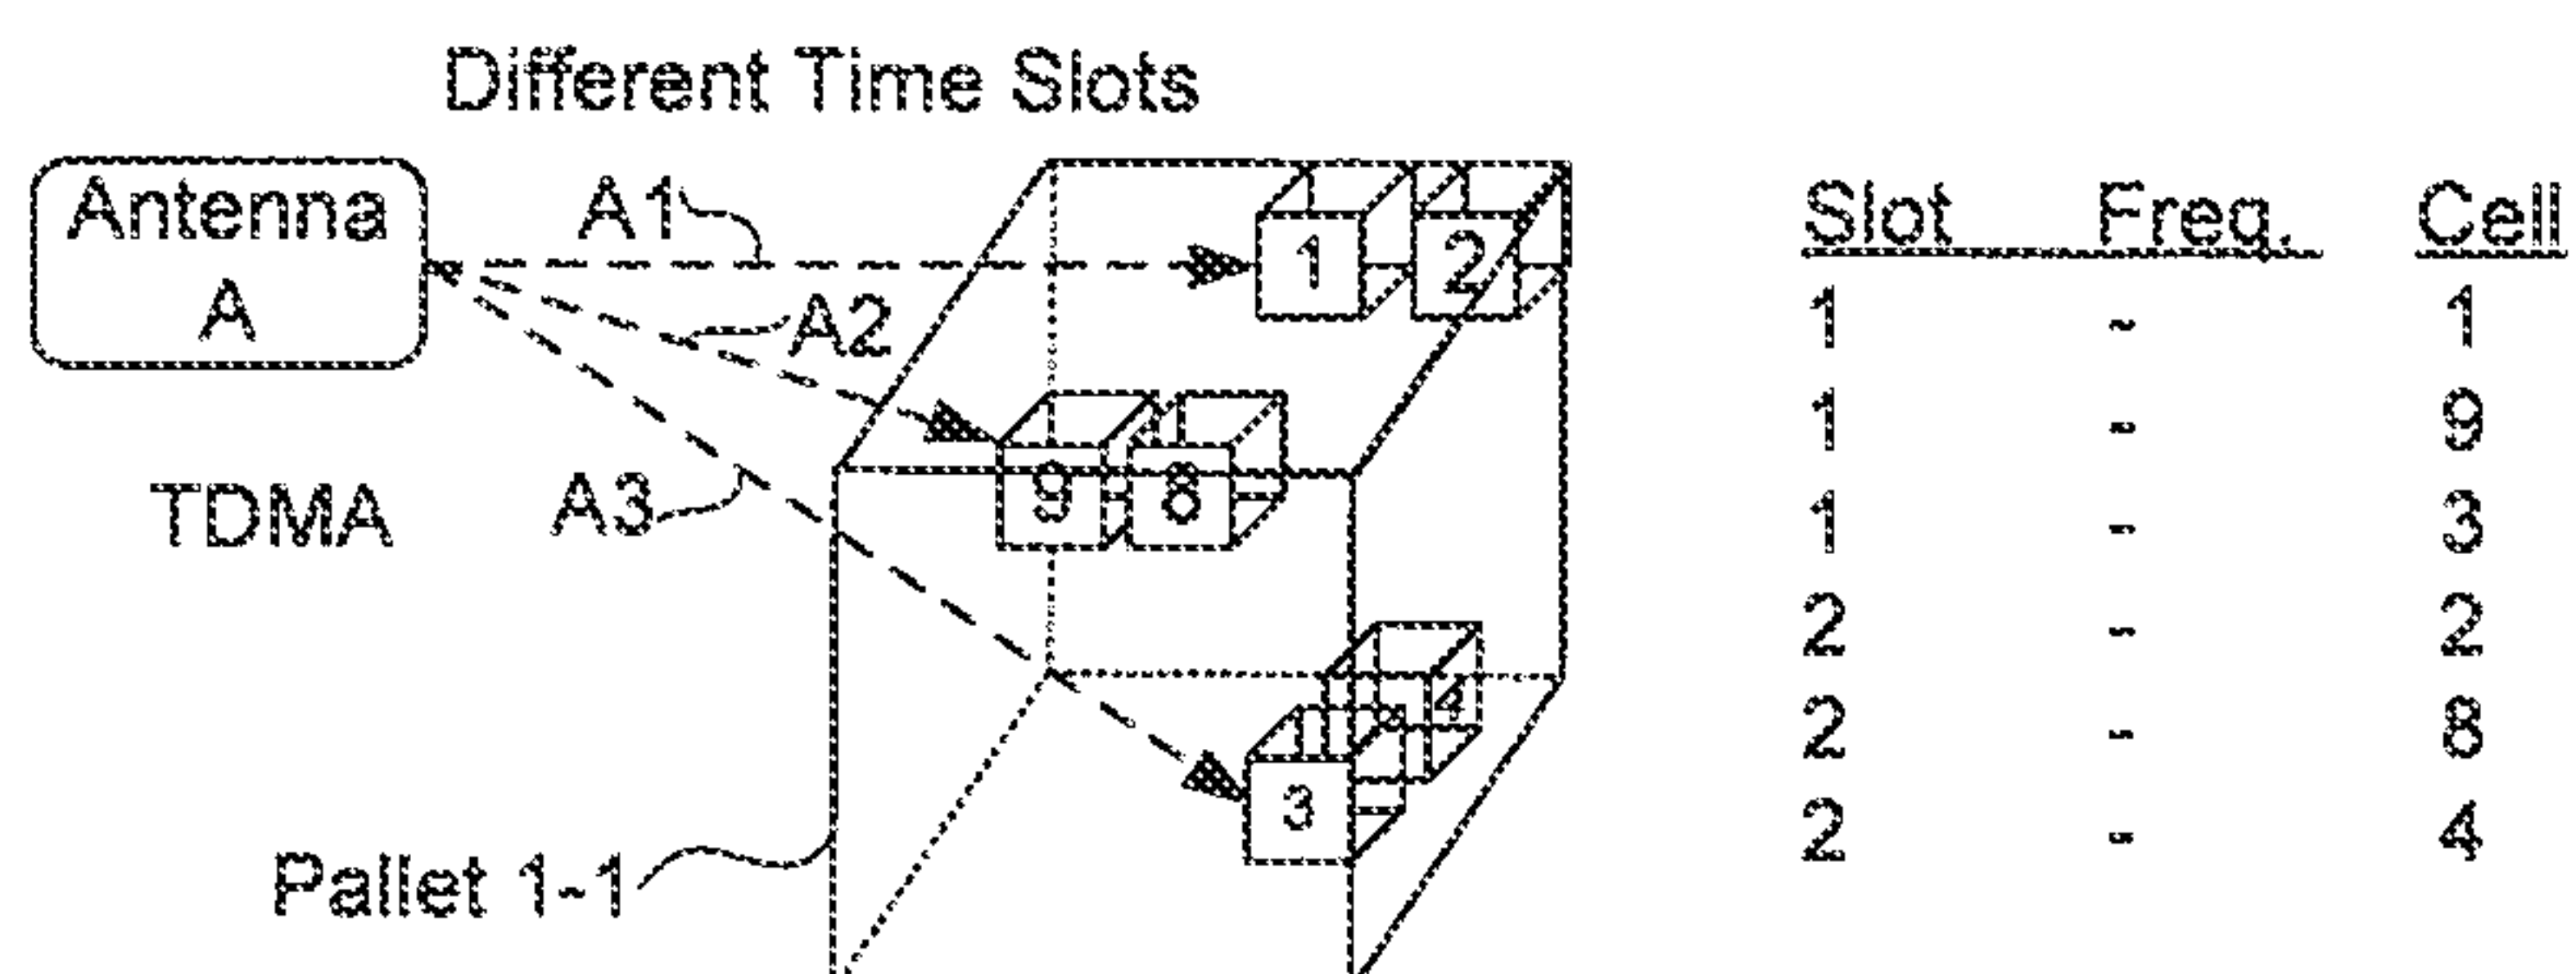 Different Time Slots
Antenna
A
A1
A2
A3
TDMA
Pallet 1-1
1 2
9 8
4
3
Slot Freq. Cell
1 - 1
1 - 9
1 - 3
2 - 2
2 - 8
2 - 4